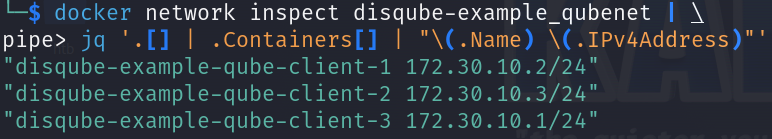 └─$ docker network inspect disqube-example_qubenet | \
pipe> jq '.[] | .Containers[] | "\(.Name) \(.IPv4Address)"'
"disqube-example-qube-client-1 172.30.10.2/24"
"disqube-example-qube-client-2 172.30.10.3/24"
"disqube-example-qube-client-3 172.30.10.1/24"